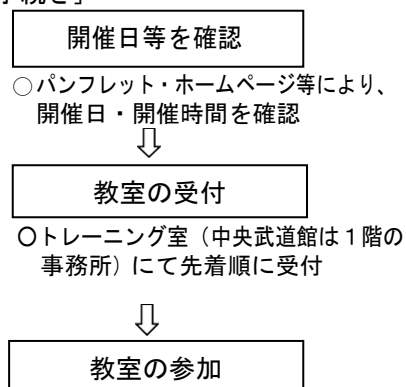 開催日等を確認
○パンフレット・ホームページ等により、
開催日・開催時間を確認
⇩
教室の受付
○トレーニング室（中央武道館は１階の
事務所）にて先着順に受付
⇩
教室の参加